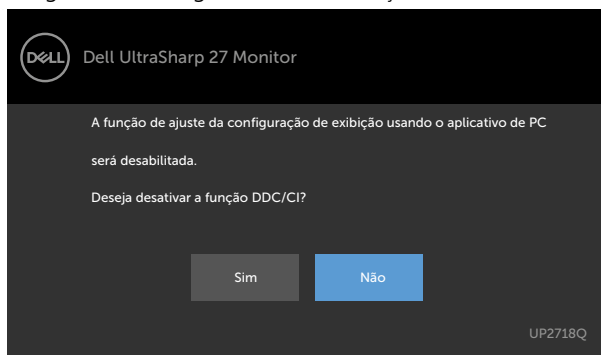 DELL
Dell UltraSharp 27 Monitor
A função de ajuste da configuração de exibição usando o aplicativo de PC
será desabilitada.
Deseja desativar a função DDC/CI?
Sim
Não
UP2718Q